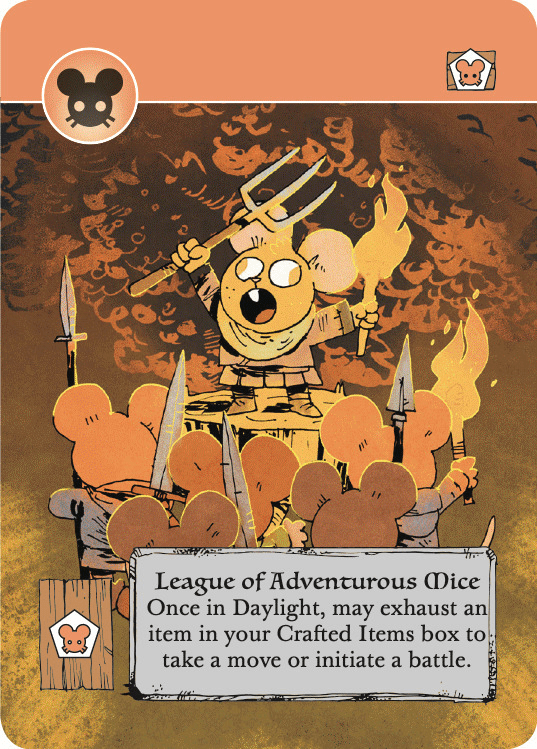 League of Adventurous Mice
Once in Daylight, may exhaust an
item in your Crafted Items box to
take a move or initiate a battle.